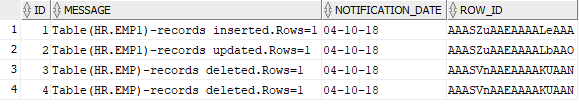 ID MESSAGE NOTIFICATION_DATE ROW_ID
1 1 Table(HR.EMP1)-records inserted.Rows=1 04-10-18 AAASZuAAEAAAALeAAA
2 2 Table(HR.EMP1)-records updated.Rows=1 04-10-18 AAASZuAAEAAAALbAAO
3 3 Table(HR.EMP)-records deleted.Rows=1 04-10-18 AAASVnAAEAAAAKUAAN
4 4 Table(HR.EMP)-records deleted.Rows=1 04-10-18 AAASVnAAEAAAAKUAAN